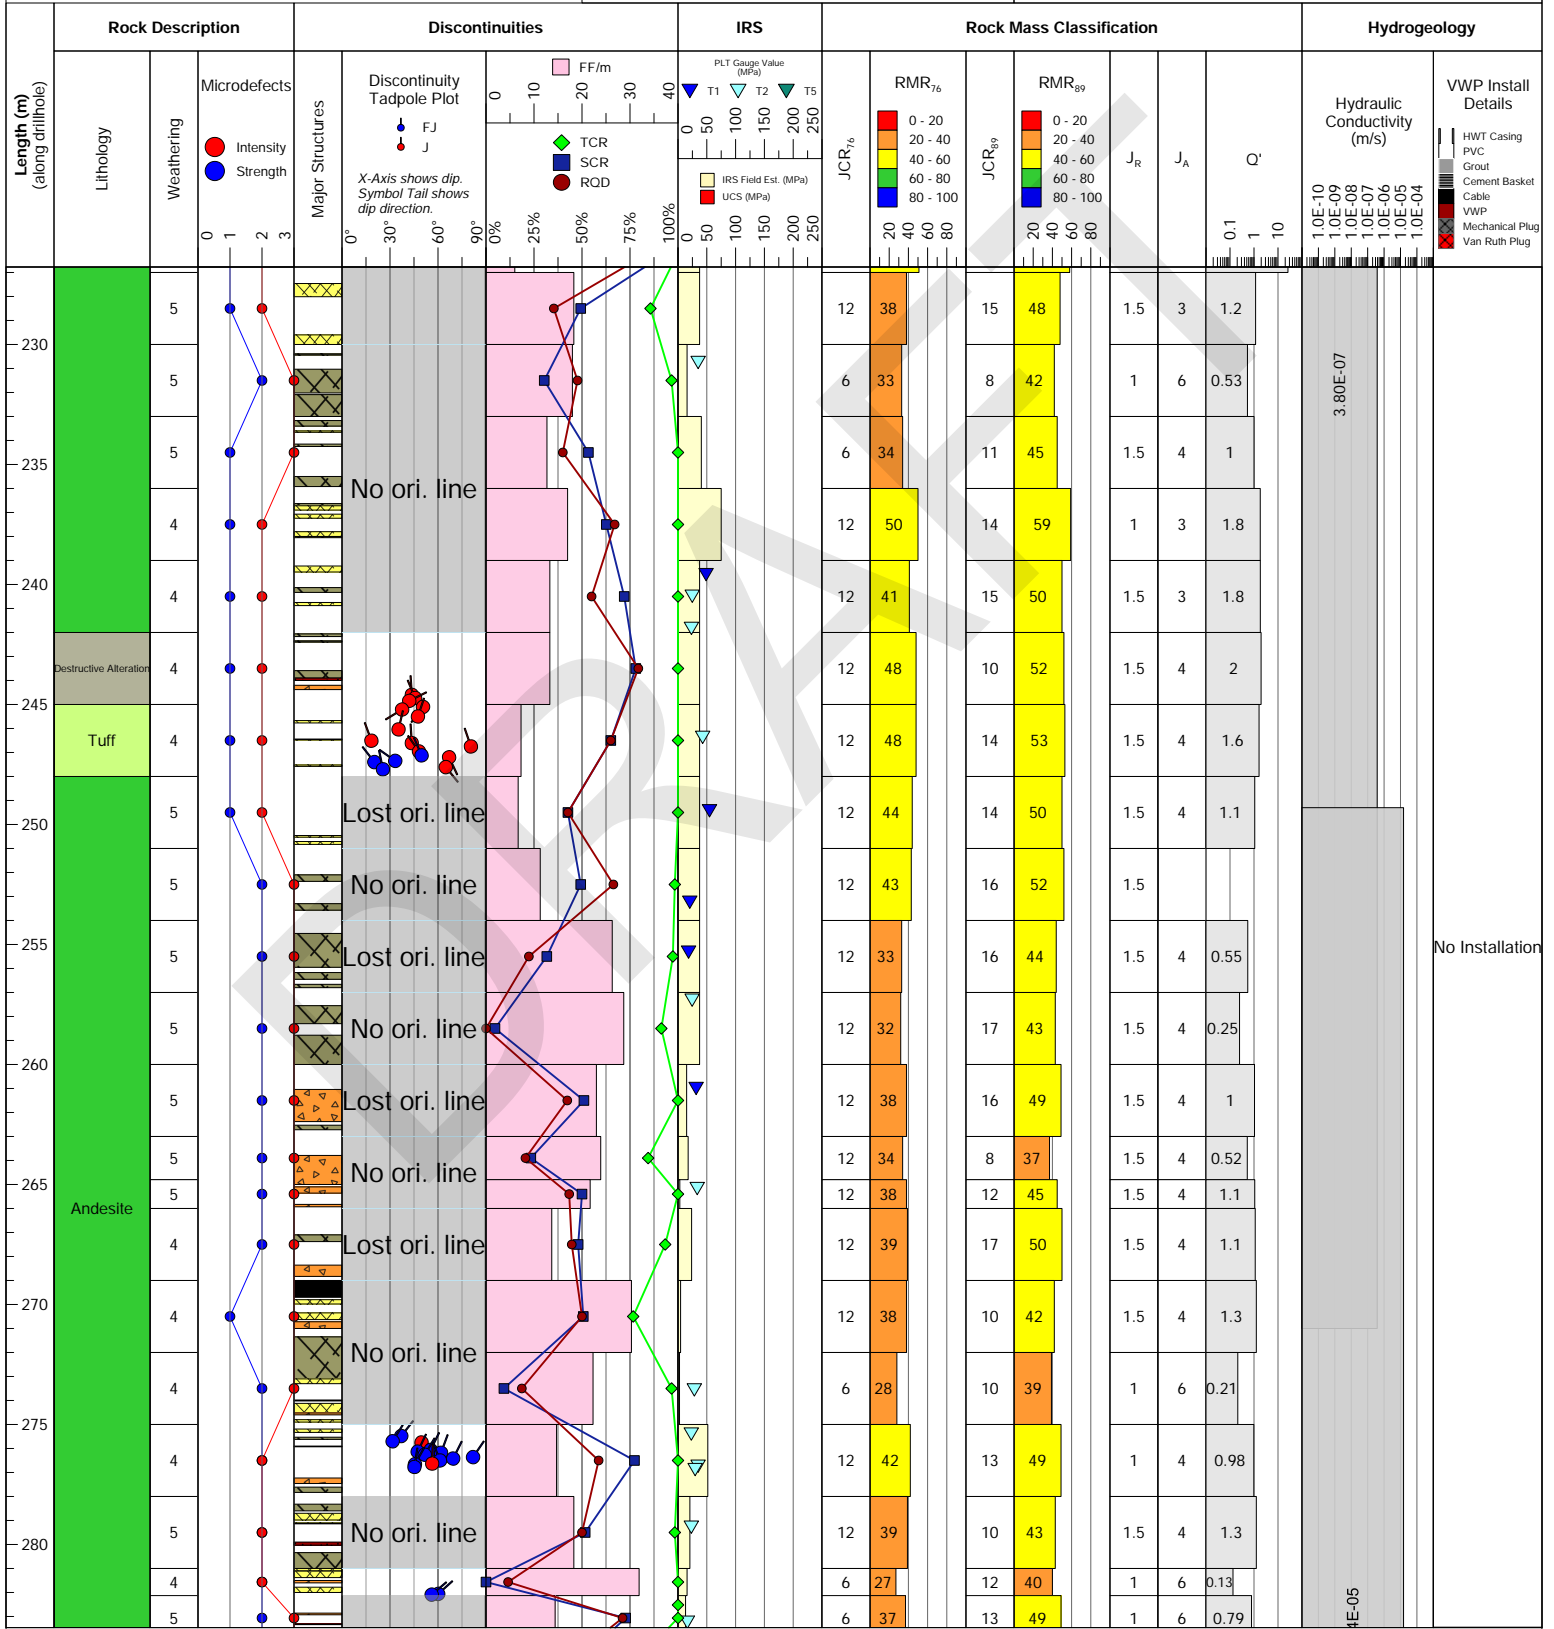 Rock Description
Discontinuities
IRS
Rock Mass Classification
Hydrogeology
Length (m)
(along drillhole)
Lithology
Weathering
Microdefects
Intensity
Strength
0 1 2 3
Major Structures
Discontinuity
Tadpole Plot
FJ
J
X-Axis shows dip.
Symbol Tail shows
dip direction.
0° 30° 60° 90°
FF/m
0 10 20 30 40
TCR
SCR
RQD
0% 25% 50% 75% 100%
PLT Gauge Value
(MPa)
T1 T2 T5
0 50 100 150 200 250
IRS Field Est. (MPa)
UCS (MPa)
0 50 100 150 200 250
JCR76
RMR76
0 - 20
20 - 40
40 - 60
60 - 80
80 - 100
20 40 60 80
JCR89
RMR89
0 - 20
20 - 40
40 - 60
60 - 80
80 - 100
20 40 60 80
JR
JA
Q'
0.1 1 10
Hydraulic
Conductivity
(m/s)
1.0E-10 1.0E-09 1.0E-08 1.0E-07 1.0E-06 1.0E-05 1.0E-04
VWP Install
Details
HWT Casing
PVC
Grout
Cement Basket
Cable
VWP
Mechanical Plug
Van Ruth Plug
5 12 38 15 48 1.5 3 1.2
230
5 6 33 8 42 1 6 0.53
3.80E-07
5 6 34 11 45 1.5 4 1
235
No ori. line
4 12 50 14 59 1 3 1.8
240
4 12 41 15 50 1.5 3 1.8
Destructive Alteration
4 12 48 10 52 1.5 4 2
245
Tuff
4 12 48 14 53 1.5 4 1.6
Lost ori. line
5 12 44 14 50 1.5 4 1.1
250
No ori. line
5 12 43 16 52 1.5
255
Lost ori. line
5 12 33 16 44 1.5 4 0.55
No Installation
No ori. line
5 12 32 17 43 1.5 4 0.25
260
Lost ori. line
5 12 38 16 49 1.5 4 1
No ori. line
5 12 34 8 37 1.5 4 0.52
265
5 12 38 12 45 1.5 4 1.1
Andesite
Lost ori. line
4 12 39 17 50 1.5 4 1.1
270
4 12 38 10 42 1.5 4 1.3
No ori. line
4 6 28 10 39 1 6 0.21
275
4 12 42 13 49 1 4 0.98
No ori. line
5 12 39 10 43 1.5 4 1.3
280
4 6 27 12 40 1 6 0.13
5 6 37 13 49 1 6 0.79
4E-05
DRAFT